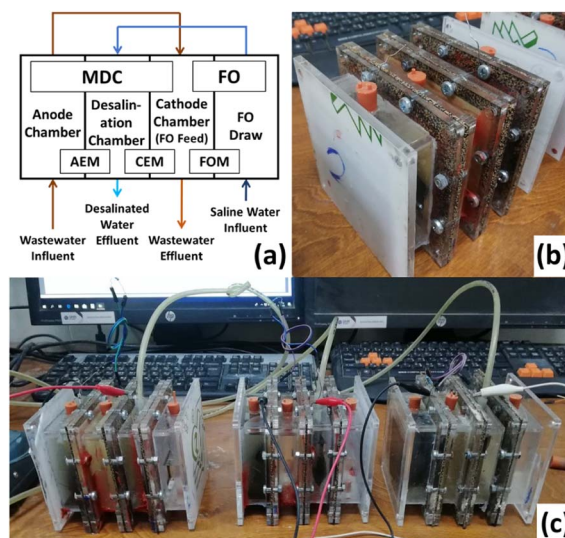 MDC
FO
Anode
Chamber
Desalin-
ation
Chamber
Cathode
Chamber
(FO Feed)
FO
Draw
AEM
CEM
FOM
Desalinated
Water
Effluent
Saline Water
Influent
Wastewater
Influent
Wastewater
Effluent
(a)
(b)
hp
(c)